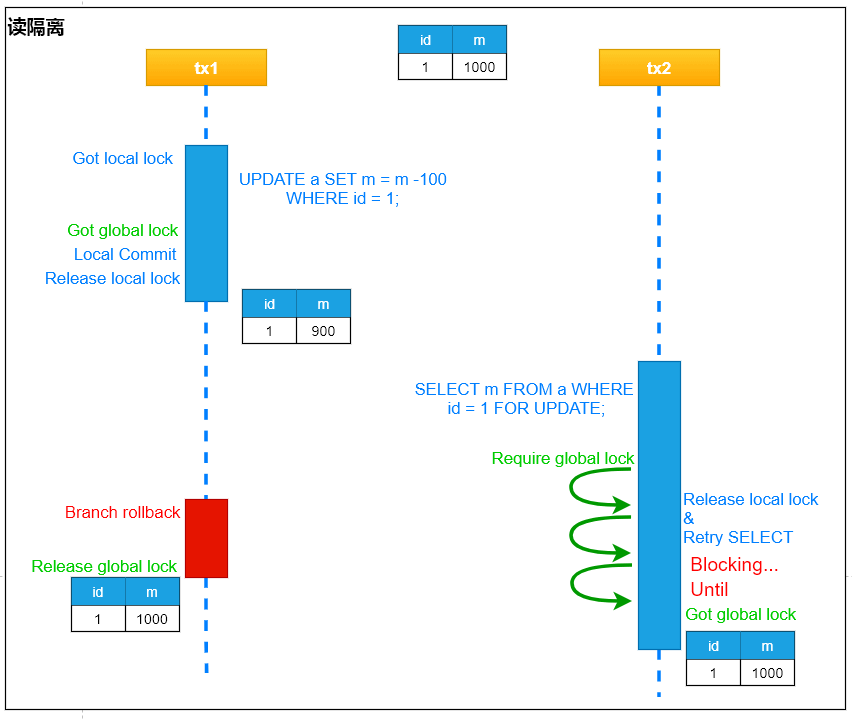 读隔离
id m
1 1000
tx1
tx2
Got local lock
UPDATE a SET m = m -100
WHERE id = 1;
Got global lock
Local Commit
Release local lock
id m
1 900
SELECT m FROM a WHERE
id = 1 FOR UPDATE;
Require global lock
Release local lock
&
Retry SELECT
Blocking...
Until
Got global lock
Branch rollback
Release global lock
id m
1 1000
id m
1 1000